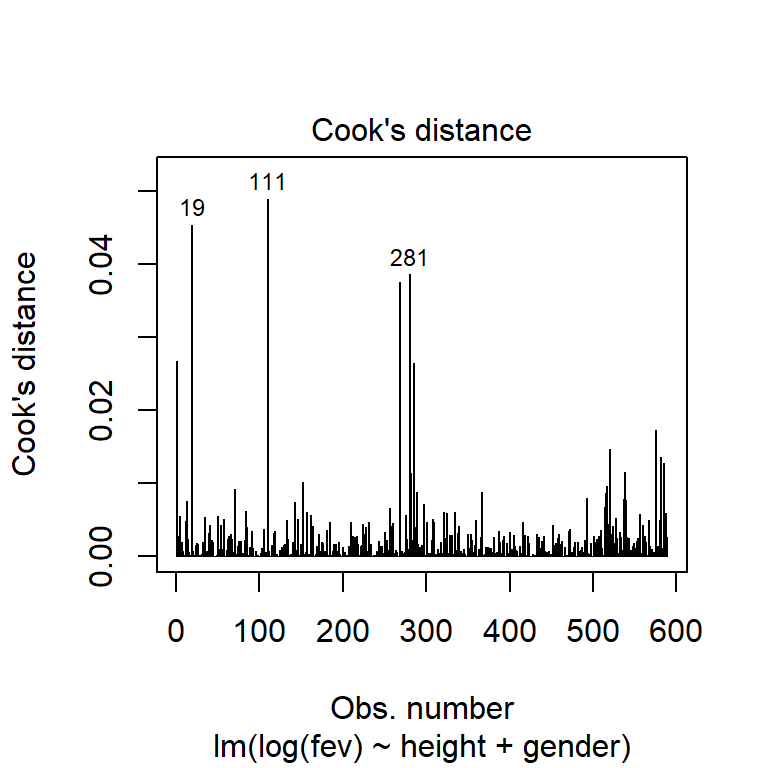 Cook's distance
111
19
281
Cook's distance
0.04
0.02
0.00
0 100 200 300 400 500 600
Obs. number
lm(log(fev) ~ height + gender)